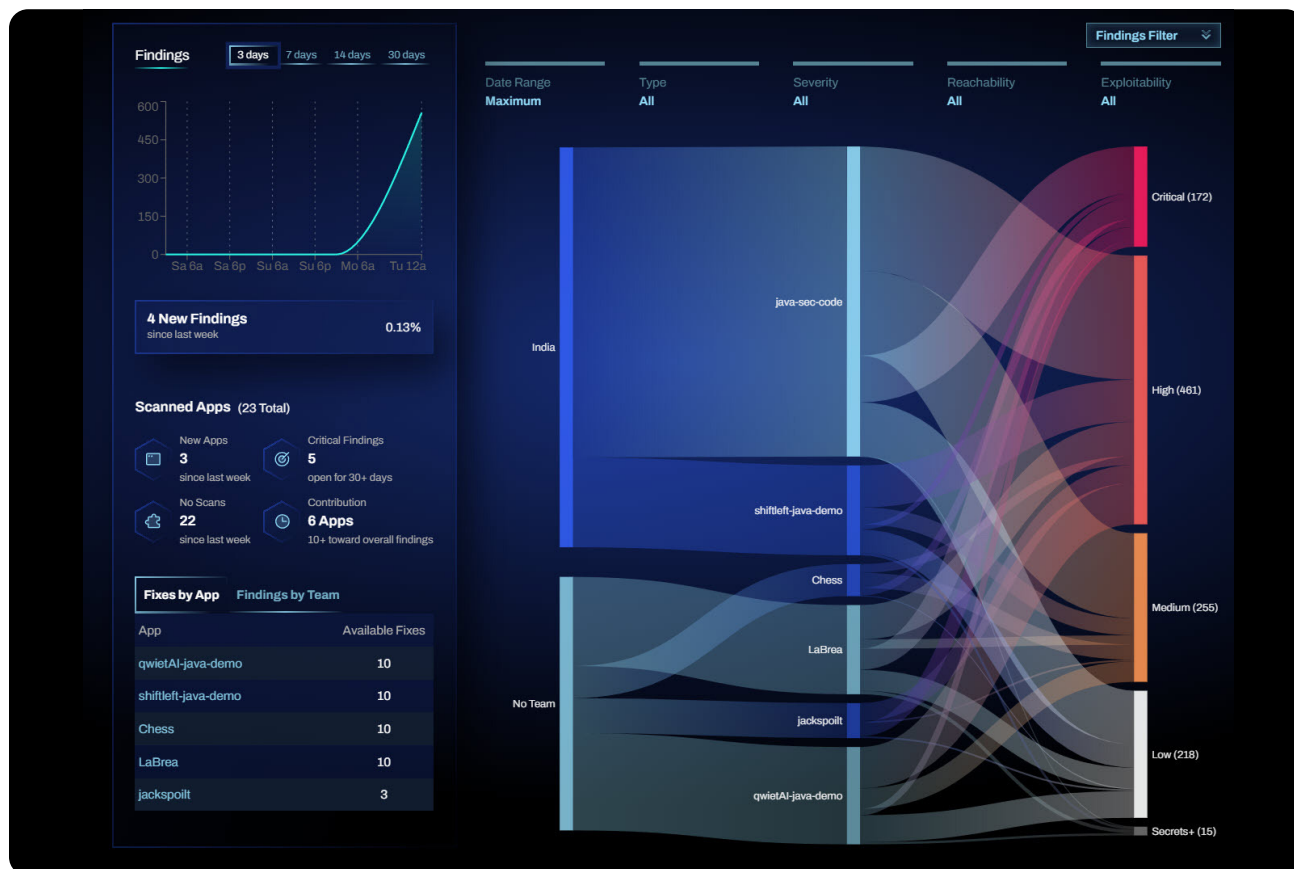 Findings
3 days
7 days
14 days
30 days
600
450
300
150
0
Sa 6a
Sa 6p
Su 6a
Su 6p
Mo 6a
Tu 12a
4 New Findings
since last week
0.13%
Scanned Apps (23 Total)
New Apps
3
since last week
Critical Findings
5
open for 30+ days
No Scans
22
since last week
Contribution
6 Apps
10+ toward overall findings
Fixes by App
Findings by Team
App
Available Fixes
qwietAI-java-demo
10
shiftleft-java-demo
10
Chess
10
LaBrea
10
jackspoilt
3
Findings Filter
Date Range
Maximum
Type
All
Severity
All
Reachability
All
Exploitability
All
India
No Team
java-sec-code
shiftleft-java-demo
Chess
LaBrea
jackspoilt
qwietAI-java-demo
Critical (172)
High (461)
Medium (255)
Low (218)
Secrets+ (15)